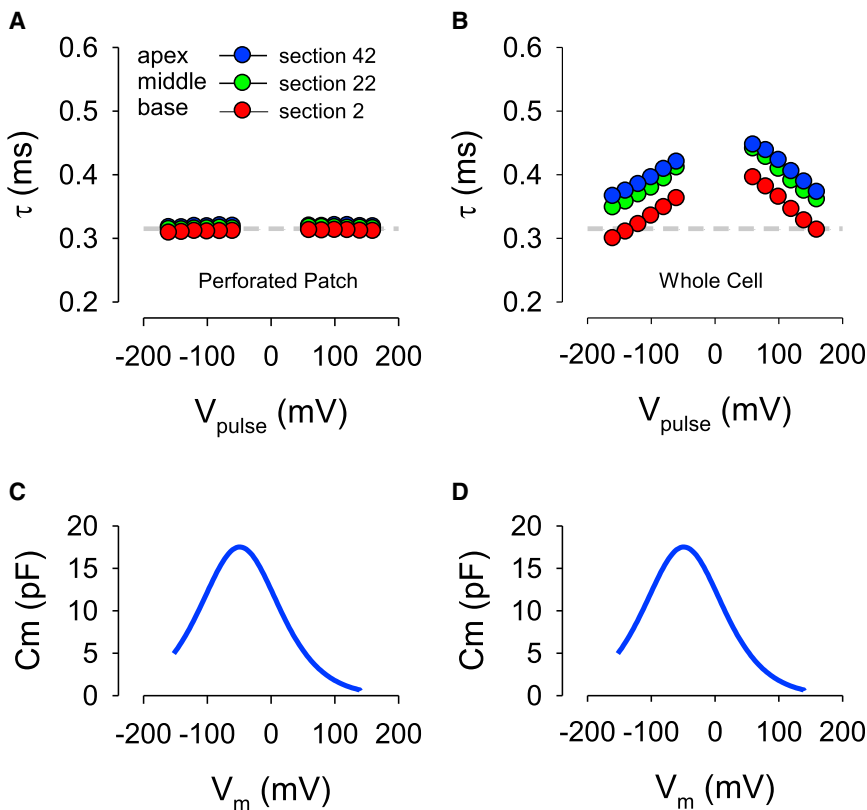 A
0.6
0.5
0.4
0.3
0.2
τ (ms)
apex section 42
middle section 22
base section 2
Perforated Patch
-200 -100 0 100 200
Vpulse (mV)
B
0.6
0.5
0.4
0.3
0.2
τ (ms)
Whole Cell
-200 -100 0 100 200
Vpulse (mV)
C
20
15
10
5
0
Cm (pF)
-200 -100 0 100 200
Vm (mV)
D
20
15
10
5
0
Cm (pF)
-200 -100 0 100 200
Vm (mV)